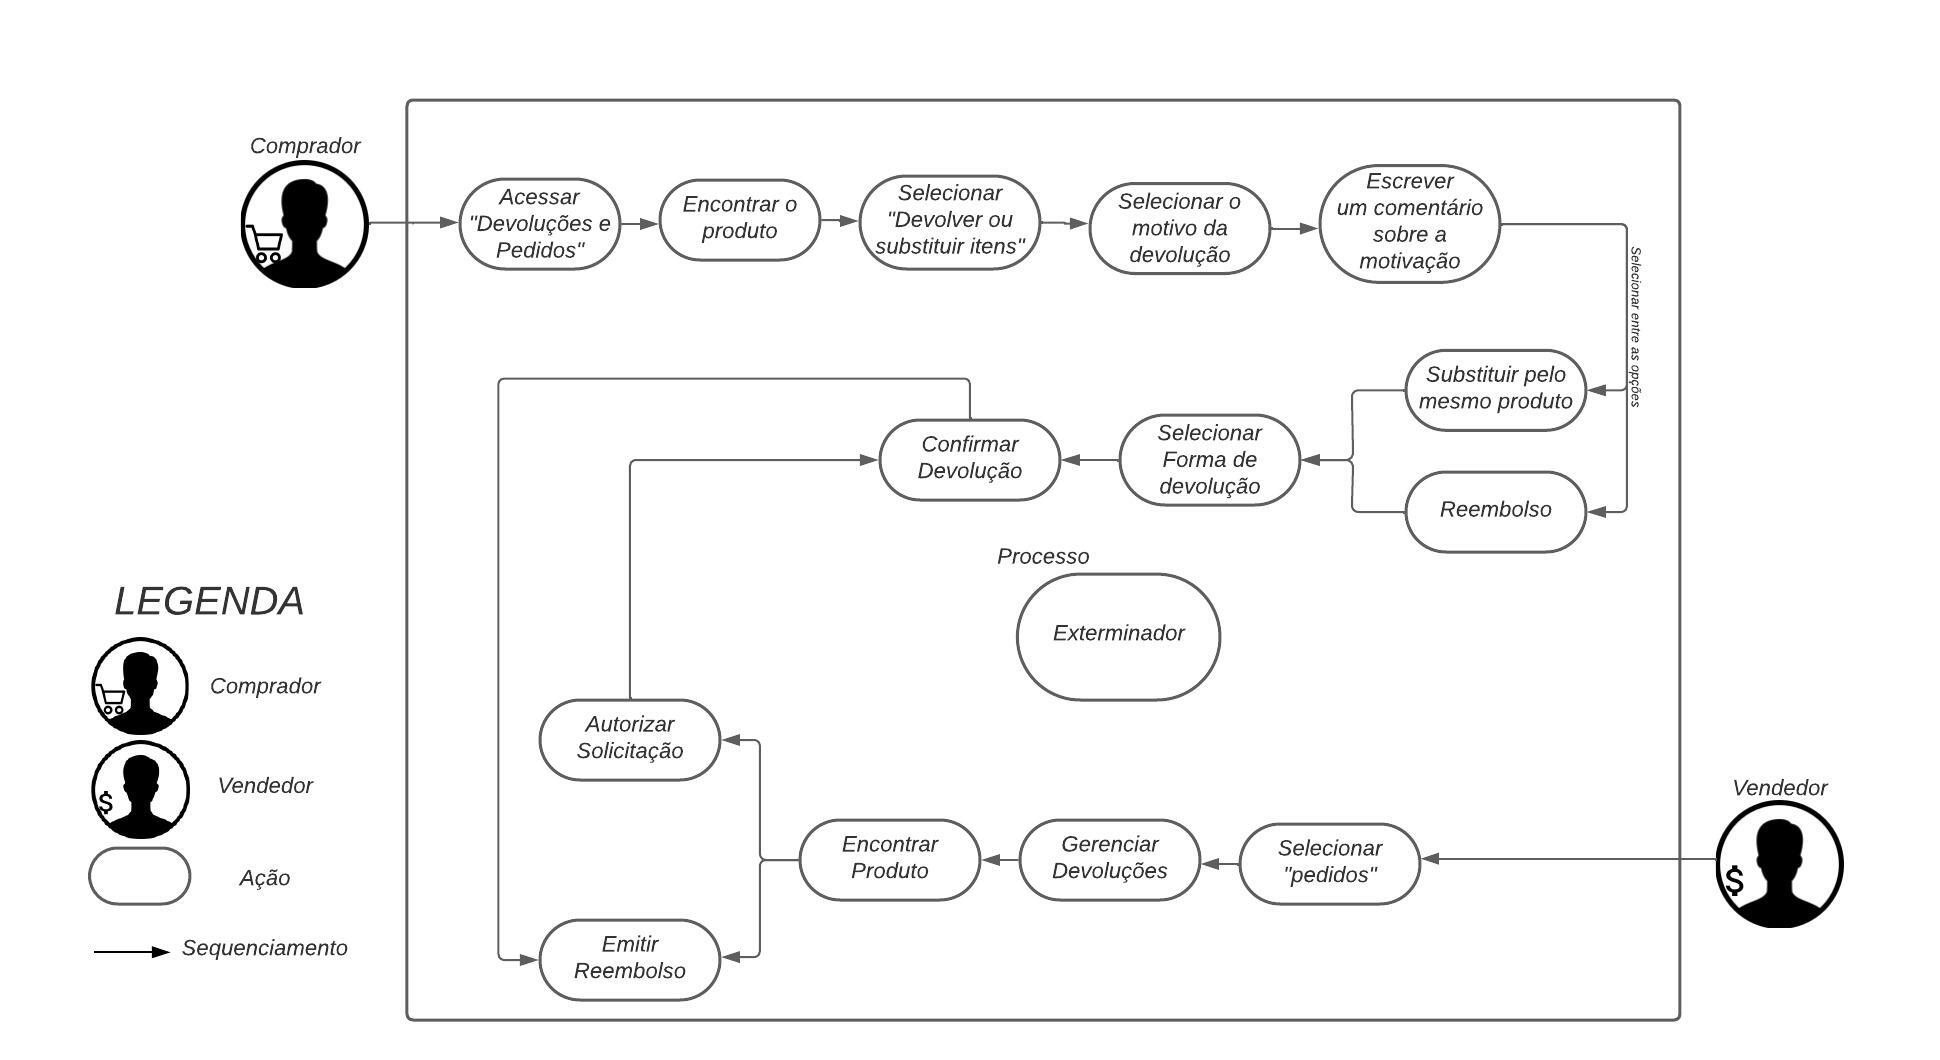 Comprador
Acessar
"Devoluções e
Pedidos"
Encontrar o
produto
Selecionar
"Devolver ou
substituir itens"
Selecionar o
motivo da
devolução
Escrever
um comentário
sobre a
motivação
Selecionar entre as opções
Substituir pelo
mesmo produto
Confirmar
Devolução
Selecionar
Forma de
devolução
Reembolso
Processo
Exterminador
LEGENDA
Comprador
Vendedor
Ação
Sequenciamento
Autorizar
Solicitação
Vendedor
Encontrar
Produto
Gerenciar
Devoluções
Selecionar
"pedidos"
Emitir
Reembolso
$
$